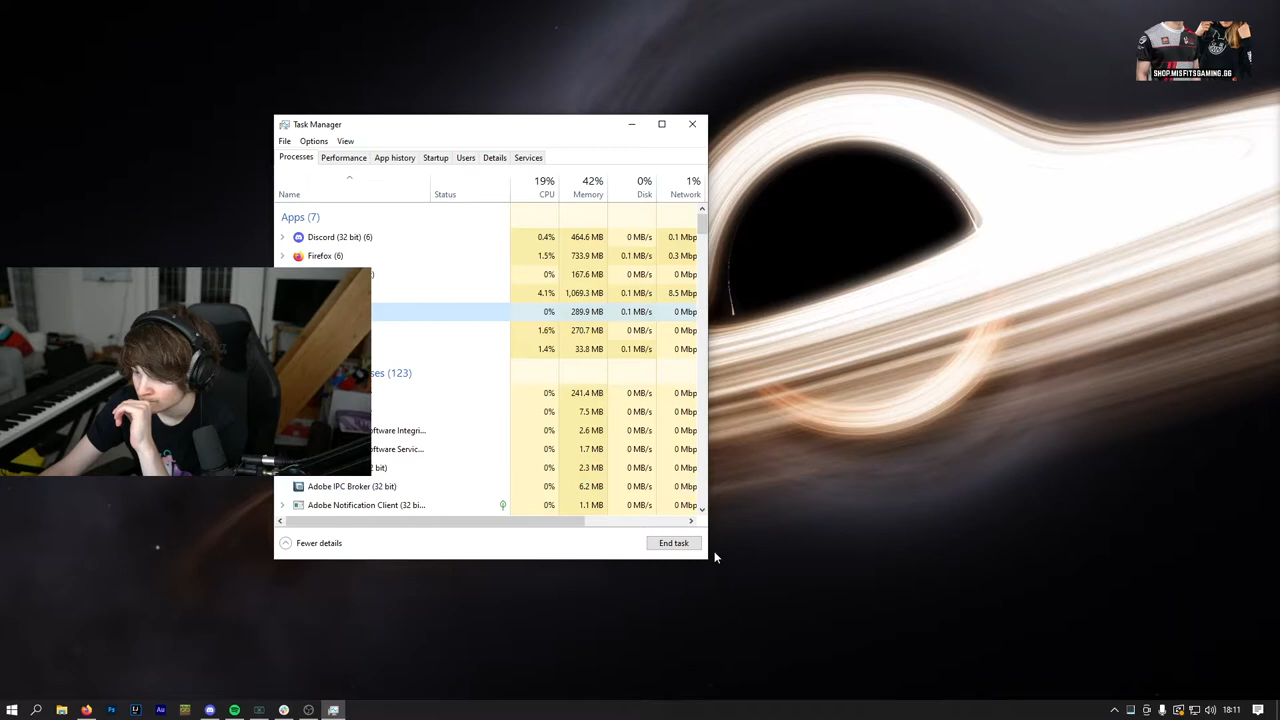 SHOP.MISFITSGAMING.GG
Task Manager
File Options View
Processes Performance App history Startup Users Details Services
19% 42% 0% 1%
Name Status CPU Memory Disk Network
Apps (7)
Discord (32 bit) (6) 0.4% 464.6 MB 0 MB/s 0.1 Mbp
Firefox (6) 1.5% 733.9 MB 0.1 MB/s 0.3 Mbp
0% 167.6 MB 0 MB/s 0 Mbp
4.1% 1,069.3 MB 0.1 MB/s 8.5 Mbp
0% 289.9 MB 0.1 MB/s 0 Mbp
1.6% 270.7 MB 0 MB/s 0 Mbp
1.4% 33.8 MB 0.1 MB/s 0 Mbp
ses (123)
0% 241.4 MB 0 MB/s 0 Mbp
0% 7.5 MB 0 MB/s 0 Mbp
oftware Integri... 0% 2.6 MB 0 MB/s 0 Mbp
oftware Servic... 0% 1.7 MB 0 MB/s 0 Mbp
bit) 0% 2.3 MB 0 MB/s 0 Mbp
Adobe IPC Broker (32 bit) 0% 6.2 MB 0 MB/s 0 Mbp
Adobe Notification Client (32 bi... 0% 1.1 MB 0 MB/s 0 Mbp
Fewer details End task
Ps Au 18:11